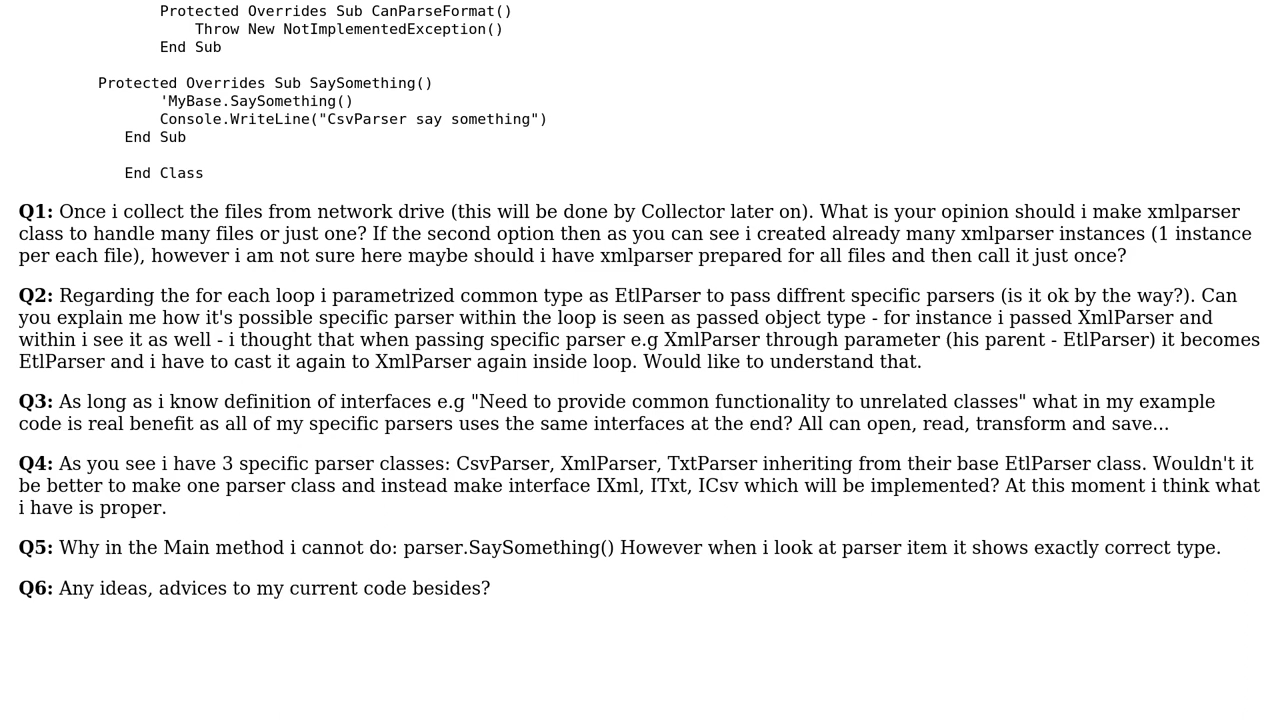 Protected Overrides Sub CanParseFormat()
Throw New NotImplementedException()
End Sub
Protected Overrides Sub SaySomething()
'MyBase.SaySomething()
Console.WriteLine("CsvParser say something")
End Sub
End Class
Q1: Once i collect the files from network drive (this will be done by Collector later on). What is your opinion should i make xmlparser
class to handle many files or just one? If the second option then as you can see i created already many xmlparser instances (1 instance
per each file), however i am not sure here maybe should i have xmlparser prepared for all files and then call it just once?
Q2: Regarding the for each loop i parametrized common type as EtlParser to pass diffrent specific parsers (is it ok by the way?). Can
you explain me how it's possible specific parser within the loop is seen as passed object type - for instance i passed XmlParser and
within i see it as well - i thought that when passing specific parser e.g XmlParser through parameter (his parent - EtlParser) it becomes
EtlParser and i have to cast it again to XmlParser again inside loop. Would like to understand that.
Q3: As long as i know definition of interfaces e.g "Need to provide common functionality to unrelated classes" what in my example
code is real benefit as all of my specific parsers uses the same interfaces at the end? All can open, read, transform and save...
Q4: As you see i have 3 specific parser classes: CsvParser, XmlParser, TxtParser inheriting from their base EtlParser class. Wouldn't it
be better to make one parser class and instead make interface IXml, ITxt, ICsv which will be implemented? At this moment i think what
i have is proper.
Q5: Why in the Main method i cannot do: parser.SaySomething() However when i look at parser item it shows exactly correct type.
Q6: Any ideas, advices to my current code besides?